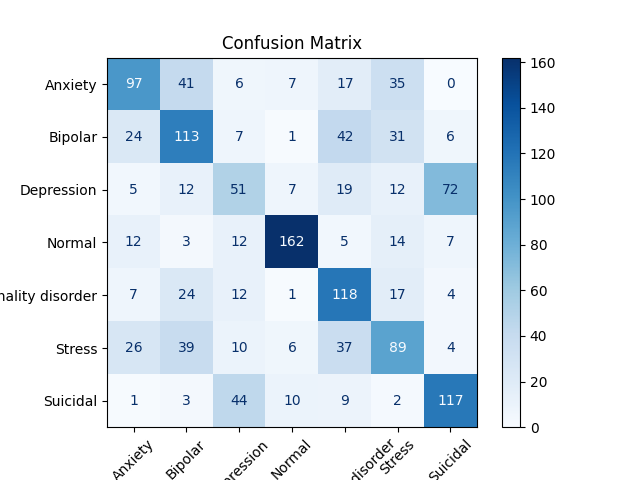 Confusion Matrix
Anxiety 97 41 6 7 17 35 0
Bipolar 24 113 7 1 42 31 6
Depression 5 12 51 7 19 12 72
Normal 12 3 12 162 5 14 7
nality disorder 7 24 12 1 118 17 4
Stress 26 39 10 6 37 89 4
Suicidal 1 3 44 10 9 2 117
Anxiety Bipolar ression Normal disorder Stress Suicidal
160
140
120
100
80
60
40
20
0